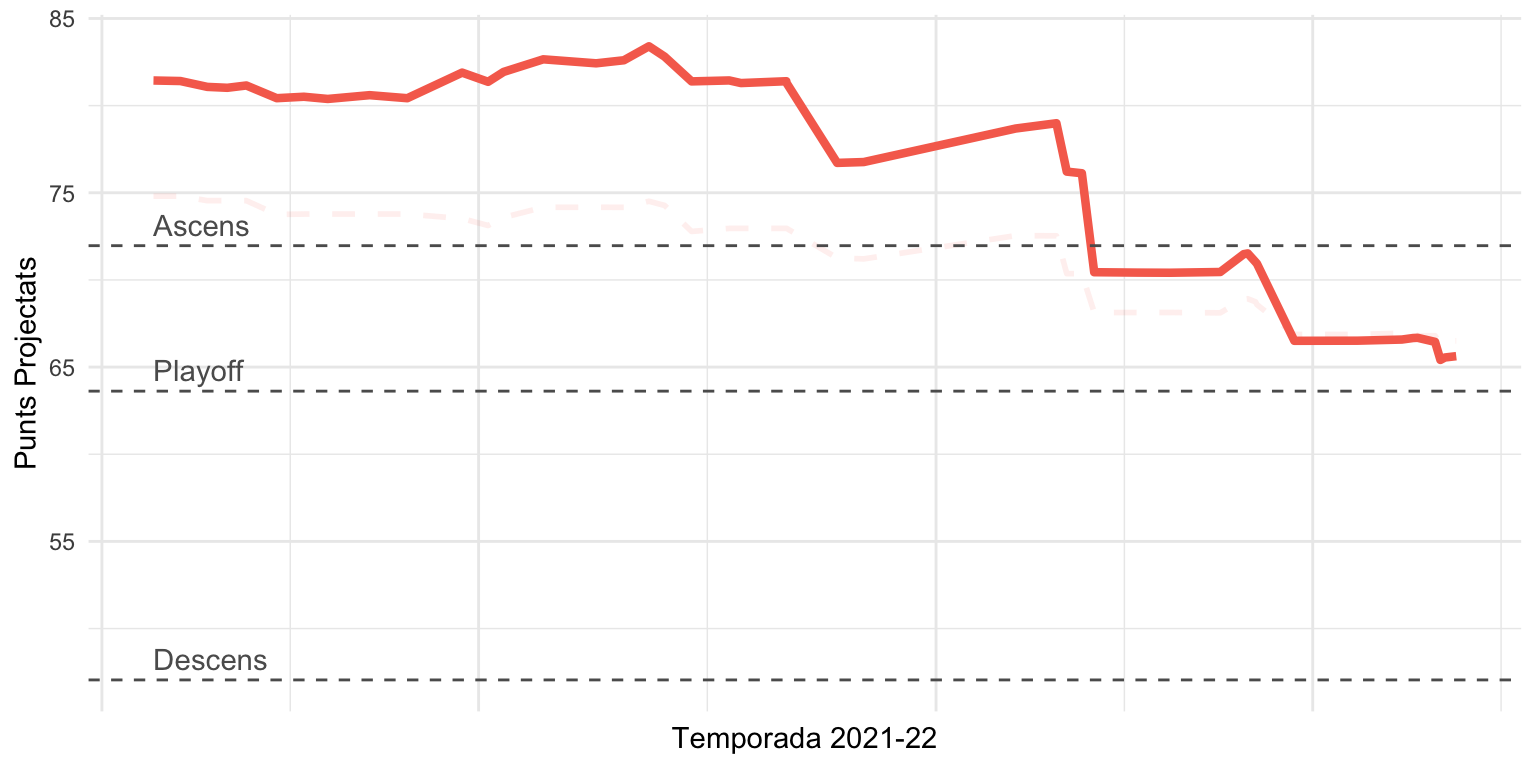 85
75
65
55
Punts Projectats
Ascens
Playoff
Descens
Temporada 2021-22